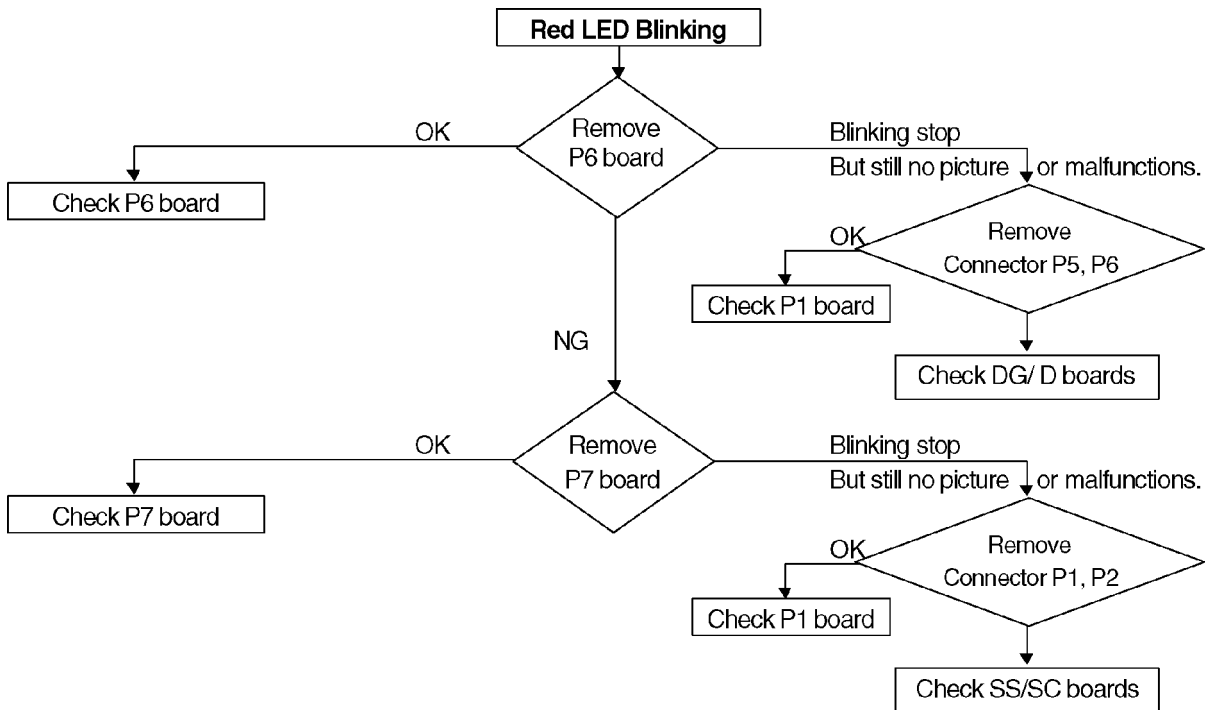 Red LED Blinking
OK
Remove
P6 board
Blinking stop
But still no picture or malfunctions.
Check P6 board
OK
Remove
Connector P5, P6
Check P1 board
NG
Check DG/ D boards
OK
Remove
P7 board
Blinking stop
But still no picture or malfunctions.
Check P7 board
OK
Remove
Connector P1, P2
Check P1 board
Check SS/SC boards